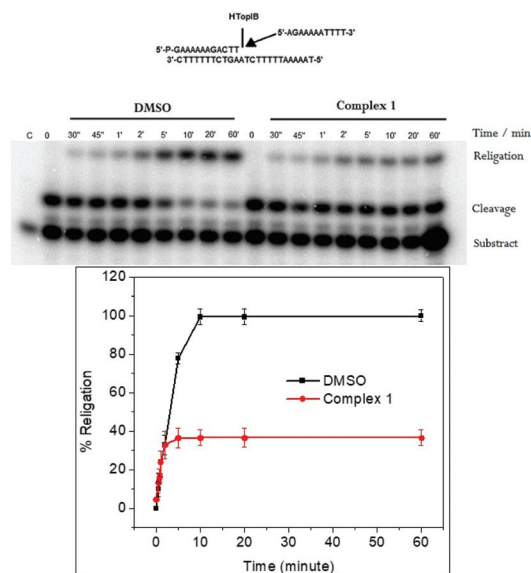 HTopIB
5'-AGAAAAATTTT-3'
5'-P-GAAAAAAGACTT
3'-CTTTTTTCTGAATCTTTTTAAAAAT-5'
DMSO Complex 1
C 0 30" 45" 1' 2' 5' 10' 20' 60' 0 30" 45" 1' 2' 5' 10' 20' 60' Time / min
Religation
Cleavage
Substract
120
100
80
60
40
20
0
% Religation
DMSO
Complex 1
0 10 20 30 40 50 60
Time (minute)